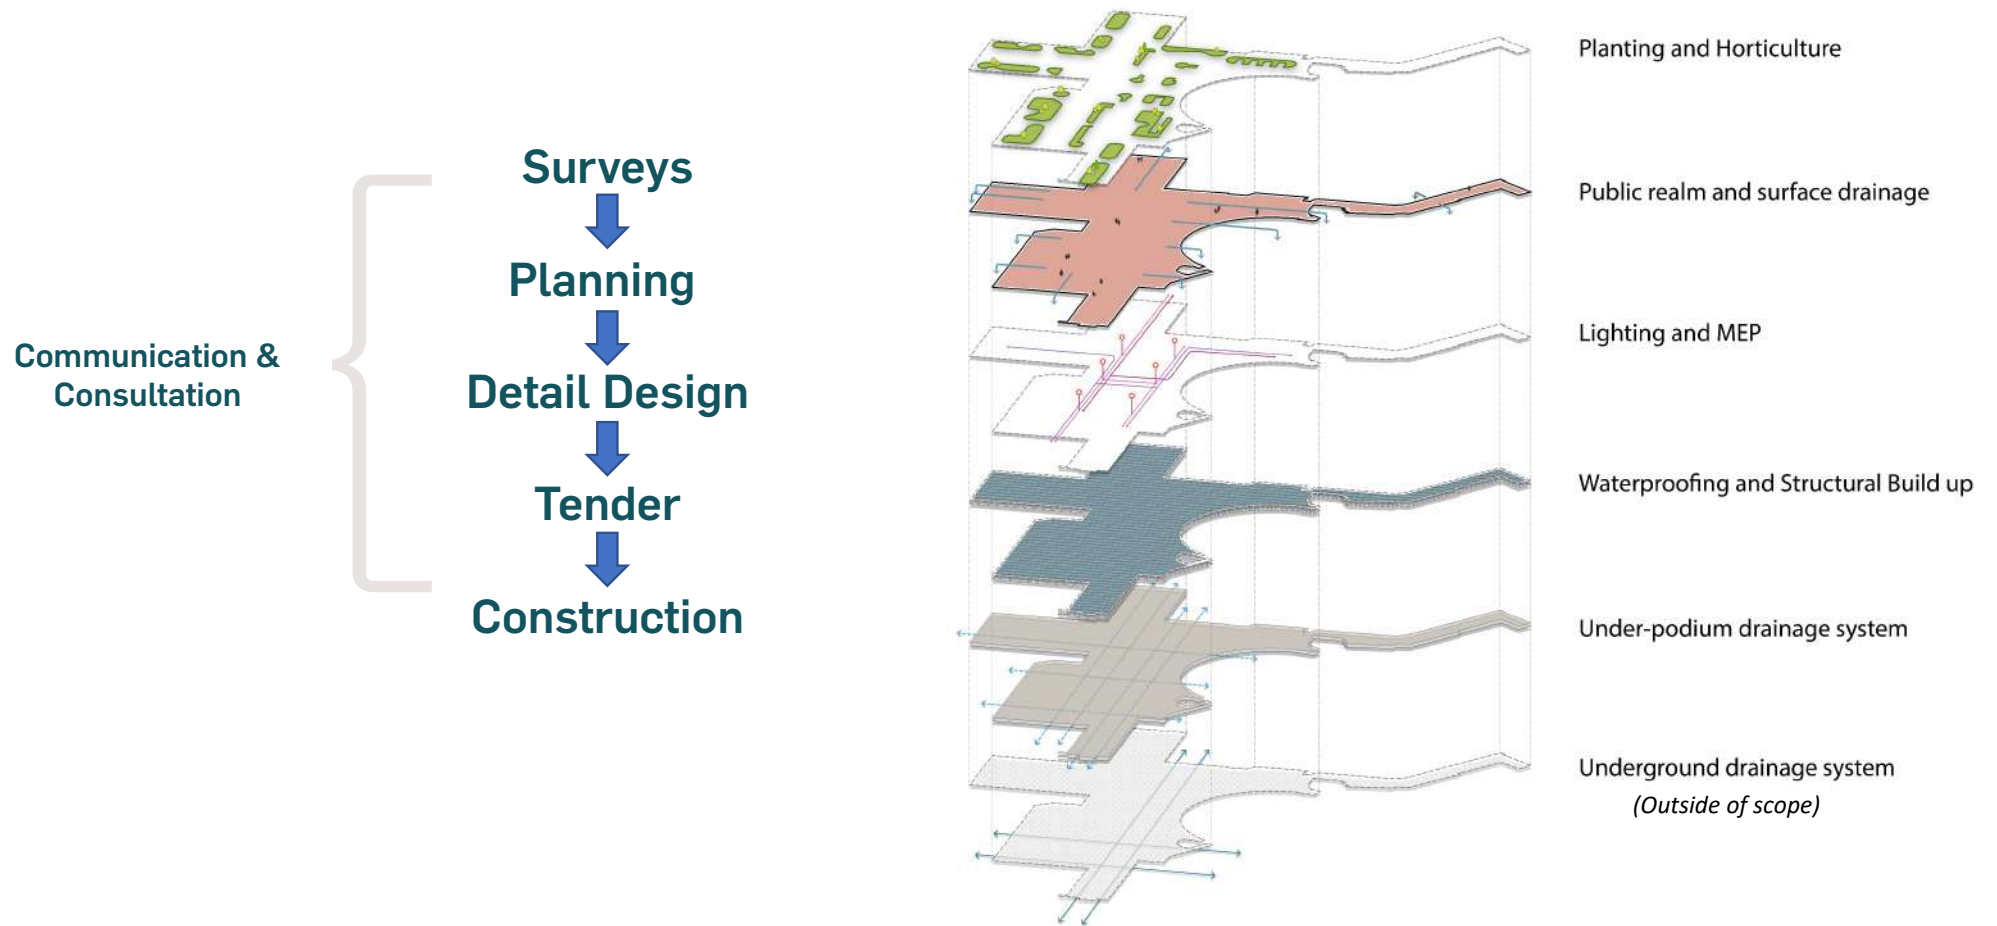 Communication &
Consultation
Surveys
Planning
Detail Design
Tender
Construction
Planting and Horticulture
Public realm and surface drainage
Lighting and MEP
Waterproofing and Structural Build up
Under-podium drainage system
Underground drainage system
(Outside of scope)